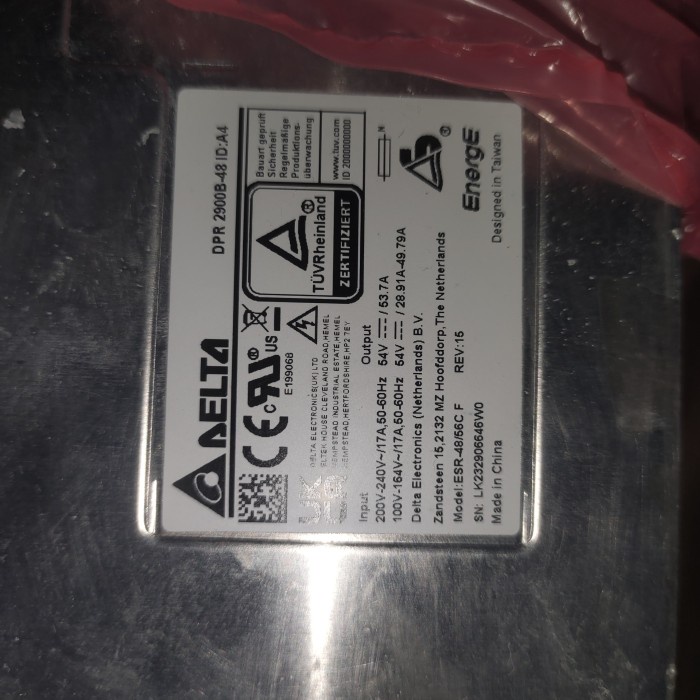 DELTA
DPR 2900B-48 ID:A4
CE
c RU ® US
E199068
TÜVRheinland ®
ZERTIFIZIERT
Bauart geprüft
Sicherheit
Regelmäßige
Produktions-
überwachung
www.tuv.com
ID 2000000000
DELTA ELECTRONICS(UK) LTD
ELTEK HOUSE CLEVELAND ROAD,HEMEL
HEMPSTEAD INDUSTRIAL ESTATE,HEMEL
HEMPSTEAD,HERTFORDSHIRE,HP2 7EY
N
Input Output
200V-240V~/17A,50-60Hz 54V ⎓ / 53.7A
100V-164V~/17A,50-60Hz 54V ⎓ / 28.91A-49.79A
Delta Electronics (Netherlands) B.V.
Zandsteen 15,2132 MZ Hoofddorp,The Netherlands
Model:ESR-48/56C F REV:15
SN: LK232906646W0
Made in China
®
EnergE
Designed in Taiwan